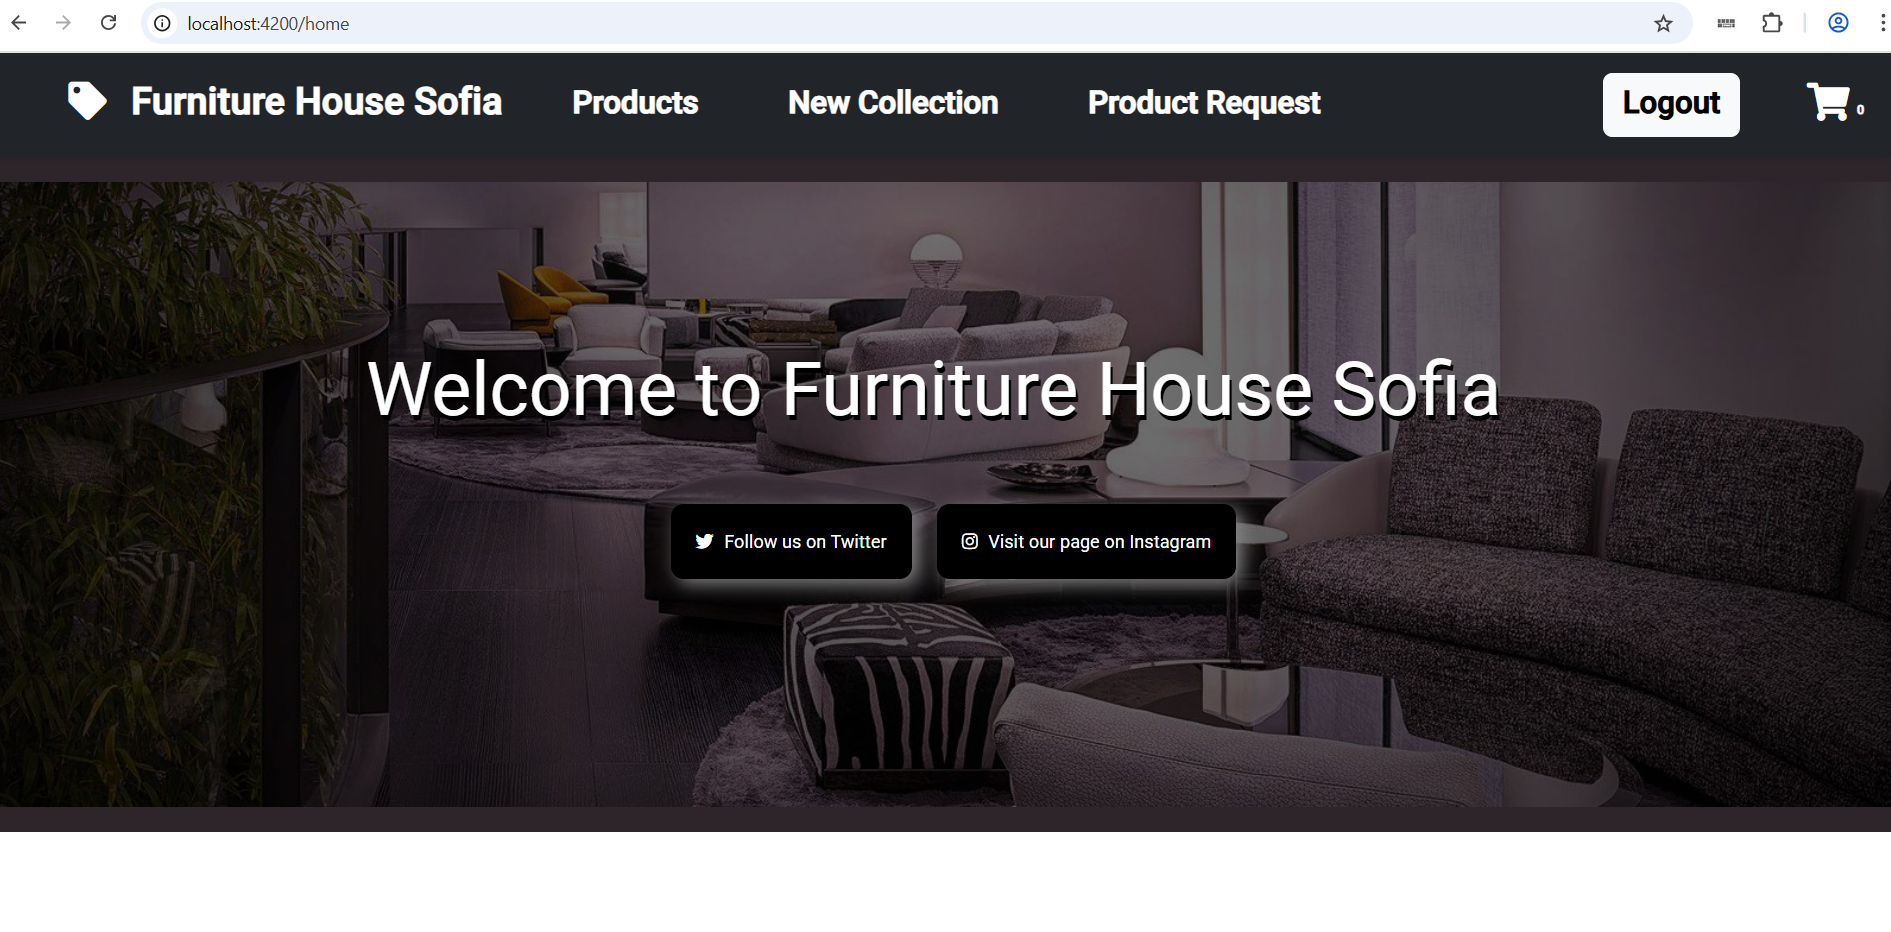 localhost:4200/home
Furniture House Sofia Products New Collection Product Request Logout 0
Welcome to Furniture House Sofia
Follow us on Twitter Visit our page on Instagram